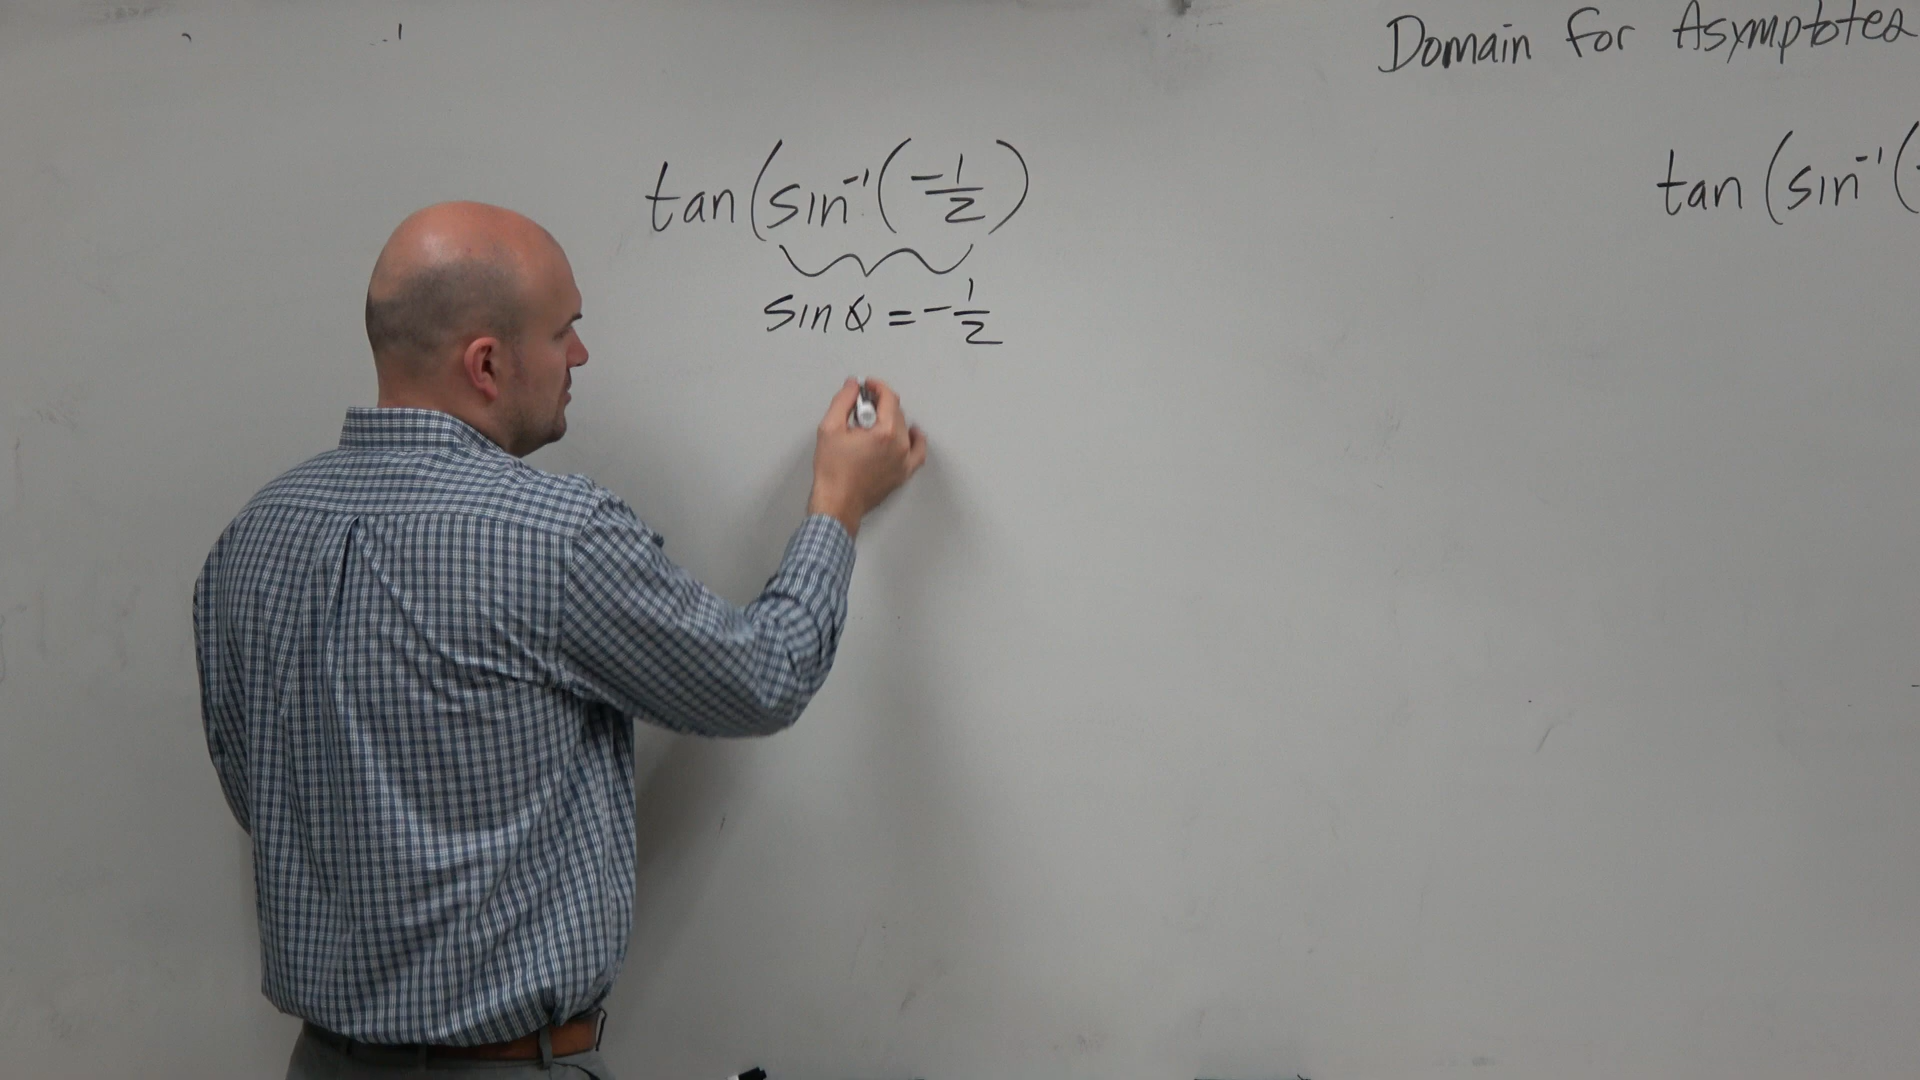 Domain for Asymptotes
tan(sin⁻¹(-1/2)
sin θ = -1/2
tan(sin⁻¹(